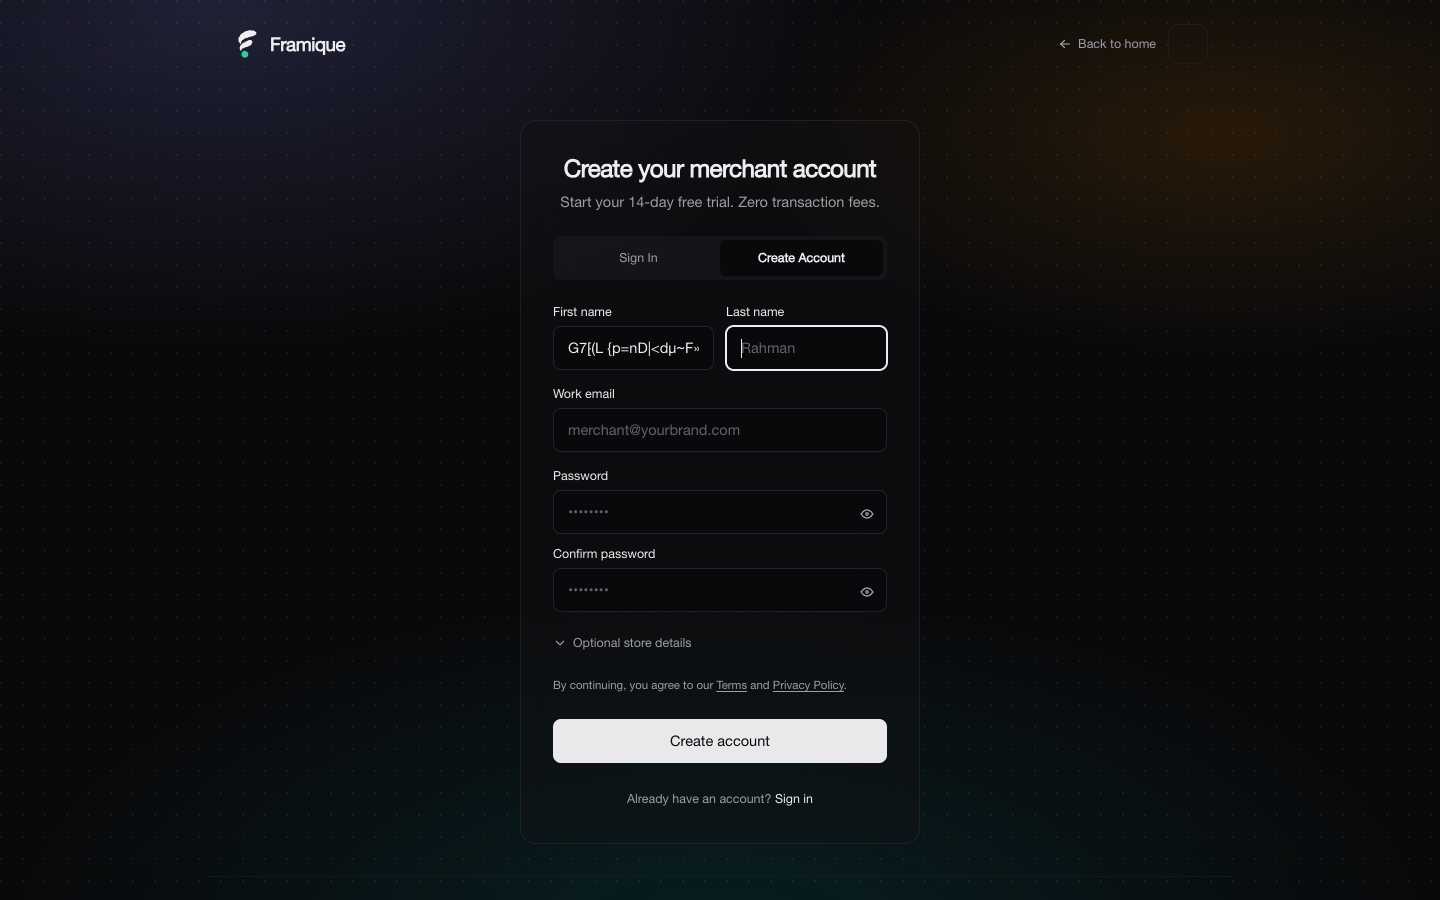 Framique
Back to home
Create your merchant account
Start your 14-day free trial. Zero transaction fees.
Sign In
Create Account
First name
Last name
G7[(L {p=nD|<dµ~F»
Rahman
Work email
merchant@yourbrand.com
Password
••••••••
Confirm password
••••••••
Optional store details
By continuing, you agree to our Terms and Privacy Policy.
Create account
Already have an account? Sign in